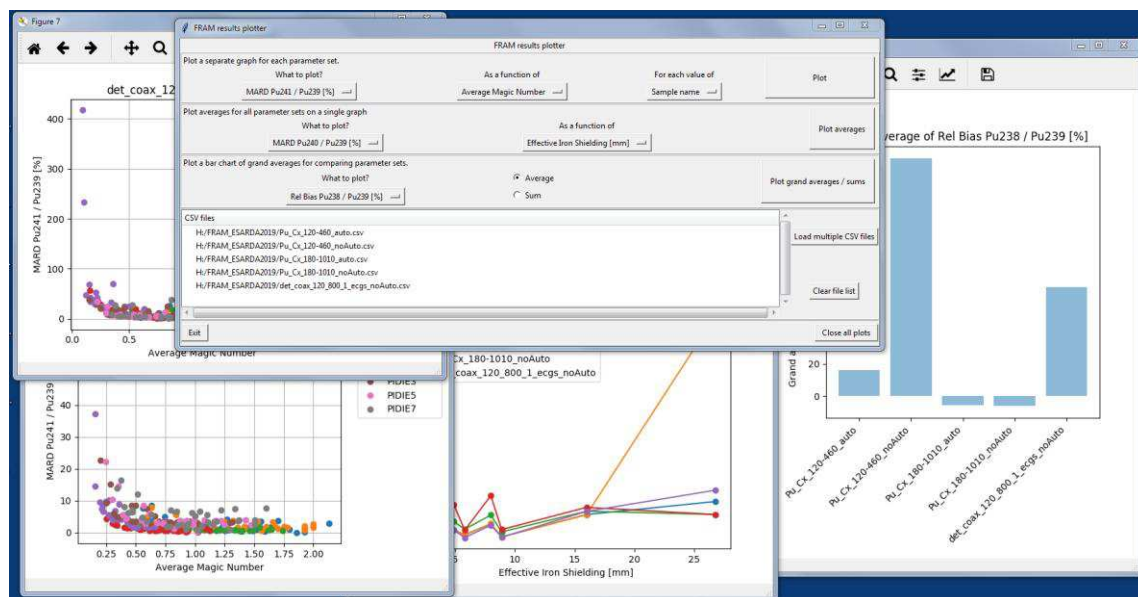 Figure 7
det_coax_12
MARD Pu241 / Pu239 [%]
400
300
200
100
0
0.0
0.5
Average Magic Number
FRAM results plotter
FRAM results plotter
Plot a separate graph for each parameter set.
What to plot?
As a function of
For each value of
MARD Pu241 / Pu239 [%]
Average Magic Number
Sample name
Plot
Plot averages for all parameter sets on a single graph
What to plot?
As a function of
MARD Pu240 / Pu239 [%]
Effective Iron Shielding [mm]
Plot averages
Plot a bar chart of grand averages for comparing parameter sets.
What to plot?
Average
Rel Bias Pu238 / Pu239 [%]
Sum
Plot grand averages / sums
CSV files
H:/FRAM_ESARDA2019/Pu_Cx_120-460_auto.csv
H:/FRAM_ESARDA2019/Pu_Cx_120-460_noAuto.csv
H:/FRAM_ESARDA2019/Pu_Cx_180-1010_auto.csv
H:/FRAM_ESARDA2019/Pu_Cx_180-1010_noAuto.csv
H:/FRAM_ESARDA2019/det_coax_120_800_1_ecgs_noAuto.csv
Load multiple CSV files
Clear file list
Exit
Close all plots
verage of Rel Bias Pu238 / Pu239 [%]
Grand a
20
0
Pu_Cx_120-460_auto
Pu_Cx_120-460_noAuto
Pu_Cx_180-1010_auto
Pu_Cx_180-1010_noAuto
det_coax_120_800_1_ecgs_noAuto
MARD Pu241 / Pu239
40
30
20
10
0
0.25
0.50
0.75
1.00
1.25
1.50
1.75
2.00
Average Magic Number
PIDIE3
PIDIE5
PIDIE7
Cx_180-1010_noAuto
coax_120_800_1_ecgs_noAuto
5
10
15
20
25
Effective Iron Shielding [mm]